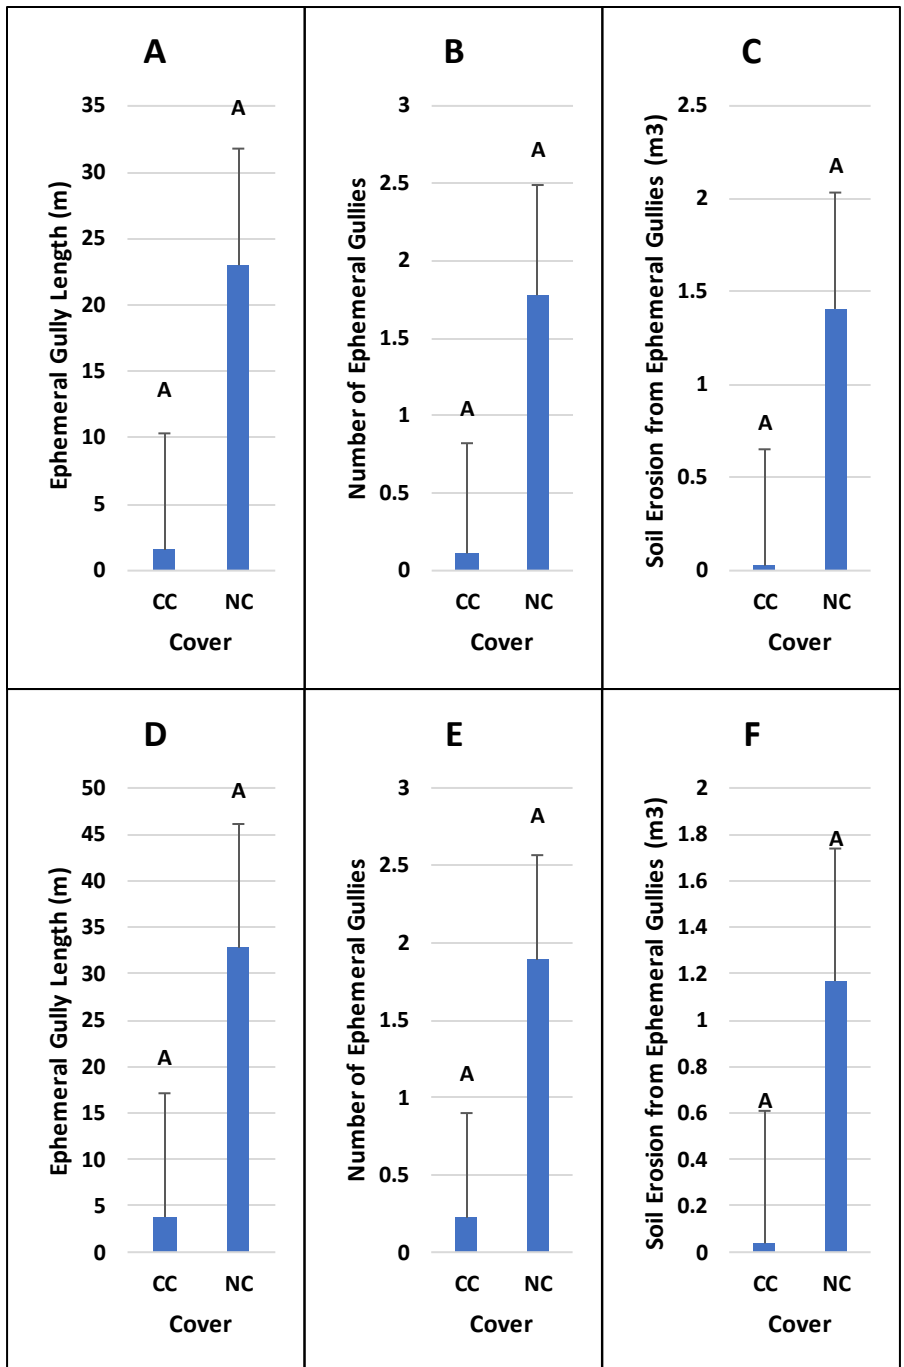 A
Ephemeral Gully Length (m)
35
30
25
20
15
10
5
0
A
A
CC NC
Cover
B
Number of Ephemeral Gullies
3
2.5
2
1.5
1
0.5
0
A
A
CC NC
Cover
C
Soil Erosion from Ephemeral Gullies (m3)
2.5
2
1.5
1
0.5
0
A
A
CC NC
Cover
D
Ephemeral Gully Length (m)
50
45
40
35
30
25
20
15
10
5
0
A
A
CC NC
Cover
E
Number of Ephemeral Gullies
3
2.5
2
1.5
1
0.5
0
A
A
CC NC
Cover
F
Soil Erosion from Ephemeral Gullies (m3)
2
1.8
1.6
1.4
1.2
1
0.8
0.6
0.4
0.2
0
A
A
CC NC
Cover